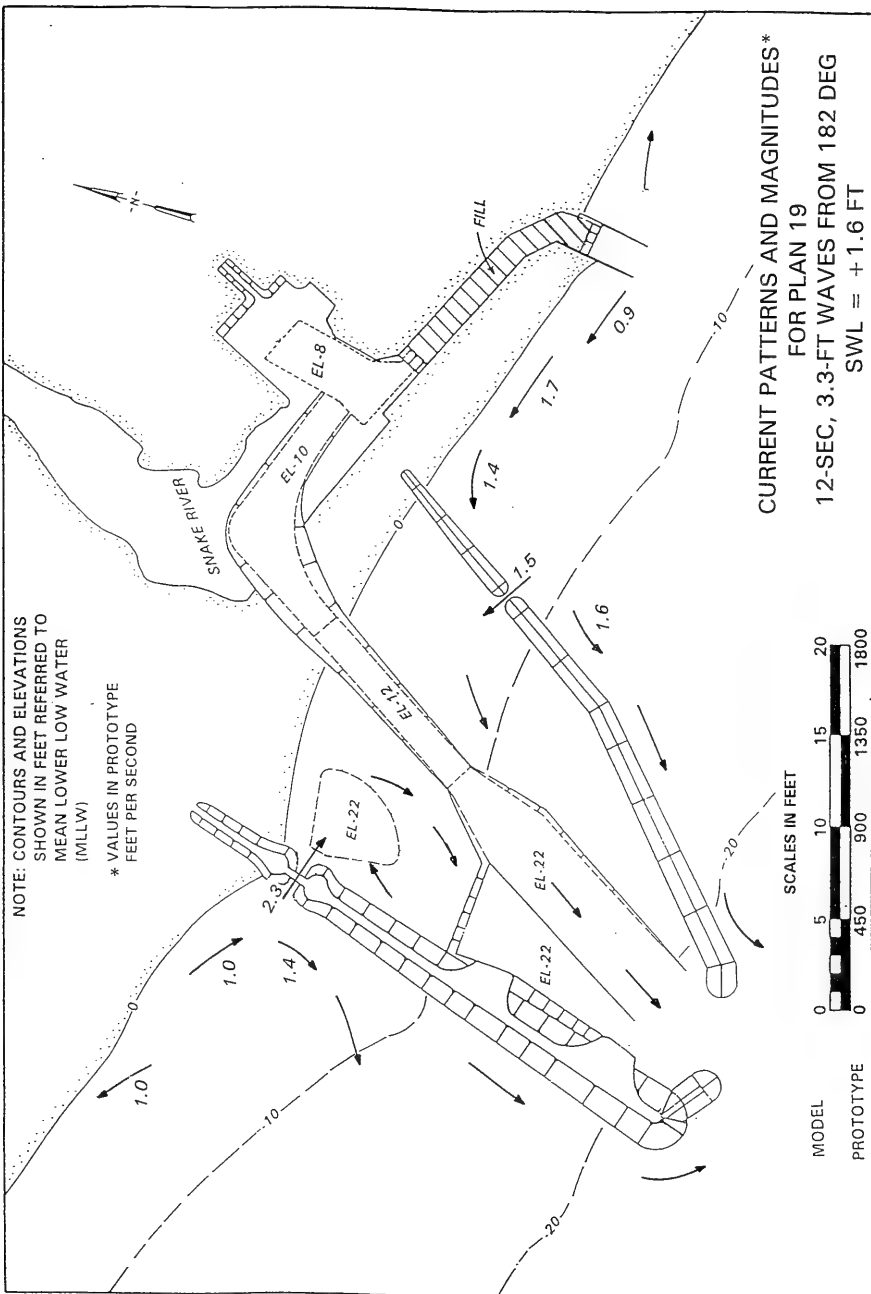 NOTE: CONTOURS AND ELEVATIONS
SHOWN IN FEET REFERRED TO
MEAN LOWER LOW WATER
(MLLW)
* VALUES IN PROTOTYPE
FEET PER SECOND
-N-
SNAKE RIVER
EL-8
EL-10
EL-12
EL-22
EL-22
EL-22
FILL
0
0
0
-10
-10
-20
-20
1.0
1.0
1.4
2.3
0.9
1.7
1.4
1.5
1.6
SCALES IN FEET
MODEL 0 5 10 15 20
PROTOTYPE 0 450 900 1350 1800
CURRENT PATTERNS AND MAGNITUDES*
FOR PLAN 19
12-SEC, 3.3-FT WAVES FROM 182 DEG
SWL = +1.6 FT